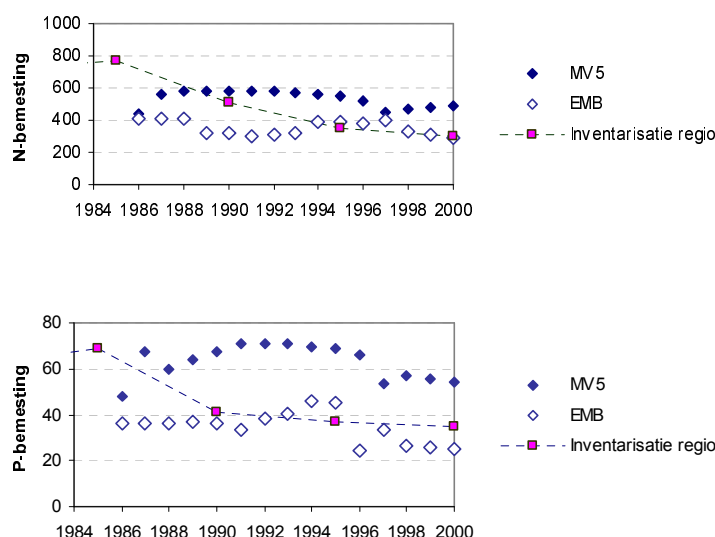 1000
800
600
400
200
0
N-bemesting
1984 1986 1988 1990 1992 1994 1996 1998 2000
MV5
EMB
Inventarisatie regio
80
60
40
20
0
P-bemesting
1984 1986 1988 1990 1992 1994 1996 1998 2000
MV5
EMB
Inventarisatie regio